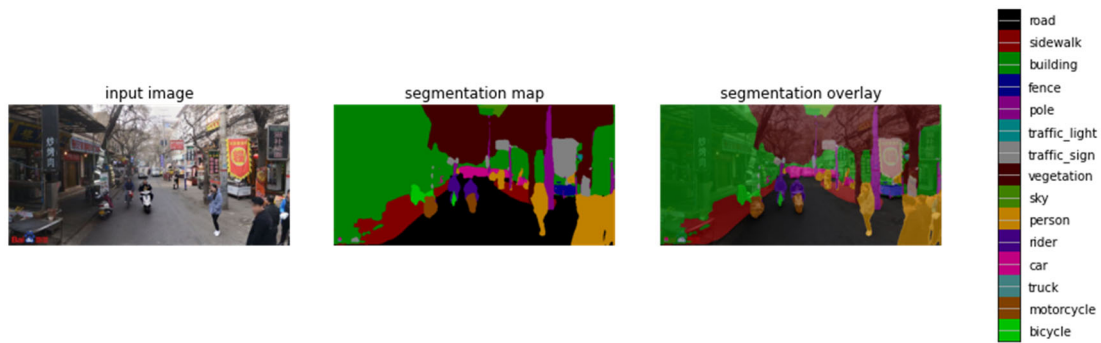 input image
segmentation map
segmentation overlay
road
sidewalk
building
fence
pole
traffic_light
traffic_sign
vegetation
sky
person
rider
car
truck
motorcycle
bicycle